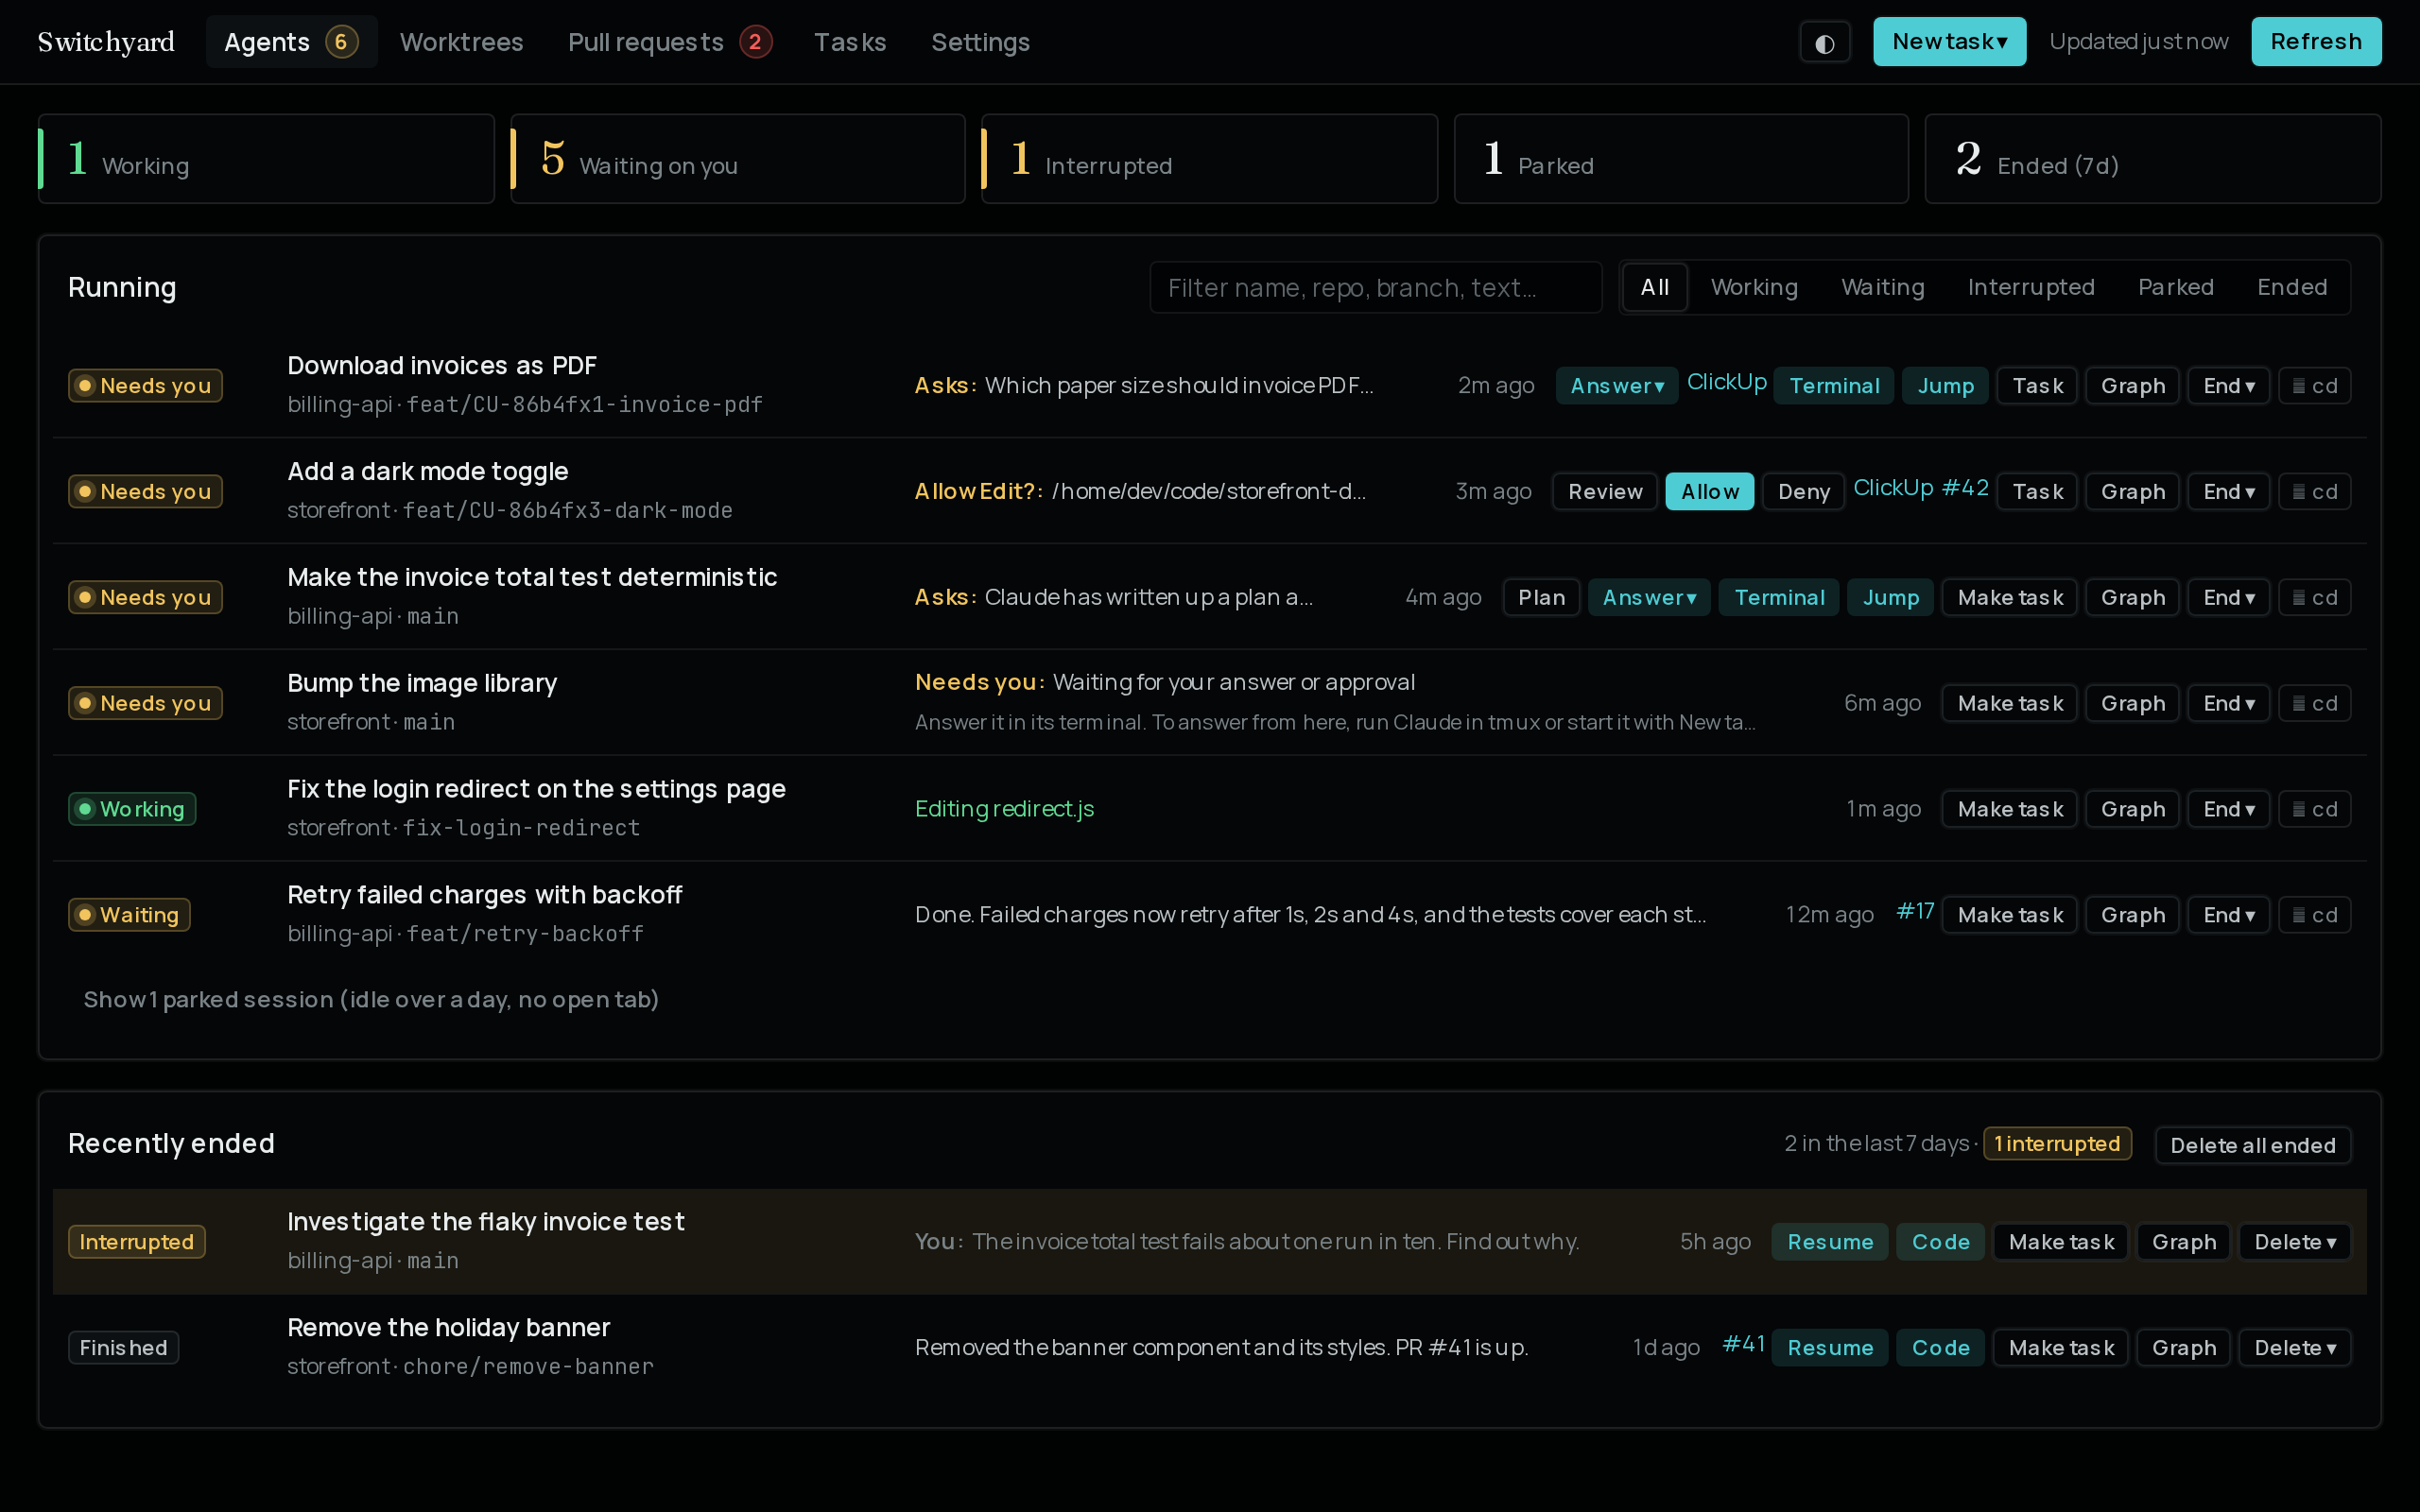 Switchyard Agents 6 Worktrees Pull requests 2 Tasks Settings ◐ New task ▾ Updated just now Refresh
1 Working 5 Waiting on you 1 Interrupted 1 Parked 2 Ended (7d)
Running Filter name, repo, branch, text… All Working Waiting Interrupted Parked Ended
Download invoices as PDF
Needs you Asks: Which paper size should invoice PDF… 2m ago Answer ▾ ClickUp Terminal Jump Task Graph End ▾ cd
billing-api · feat/CU-86b4fx1-invoice-pdf
Add a dark mode toggle
Needs you Allow Edit?: /home/dev/code/storefront-d… 3m ago Review Allow Deny ClickUp #42 Task Graph End ▾ cd
storefront · feat/CU-86b4fx3-dark-mode
Make the invoice total test deterministic
Needs you Asks: Claude has written up a plan a… 4m ago Plan Answer ▾ Terminal Jump Make task Graph End ▾ cd
billing-api · main
Bump the image library Needs you: Waiting for your answer or approval
Needs you 6m ago Make task Graph End ▾ cd
storefront · main Answer it in its terminal. To answer from here, run Claude in tmux or start it with New ta…
Fix the login redirect on the settings page
Working Editing redirect.js 1m ago Make task Graph End ▾ cd
storefront · fix-login-redirect
Retry failed charges with backoff
Waiting Done. Failed charges now retry after 1s, 2s and 4s, and the tests cover each st… 12m ago #17 Make task Graph End ▾ cd
billing-api · feat/retry-backoff
Show 1 parked session (idle over a day, no open tab)
Recently ended 2 in the last 7 days · 1 interrupted Delete all ended
Investigate the flaky invoice test
Interrupted You: The invoice total test fails about one run in ten. Find out why. 5h ago Resume Code Make task Graph Delete ▾
billing-api · main
Remove the holiday banner
Finished Removed the banner component and its styles. PR #41 is up. 1d ago #41 Resume Code Make task Graph Delete ▾
storefront · chore/remove-banner